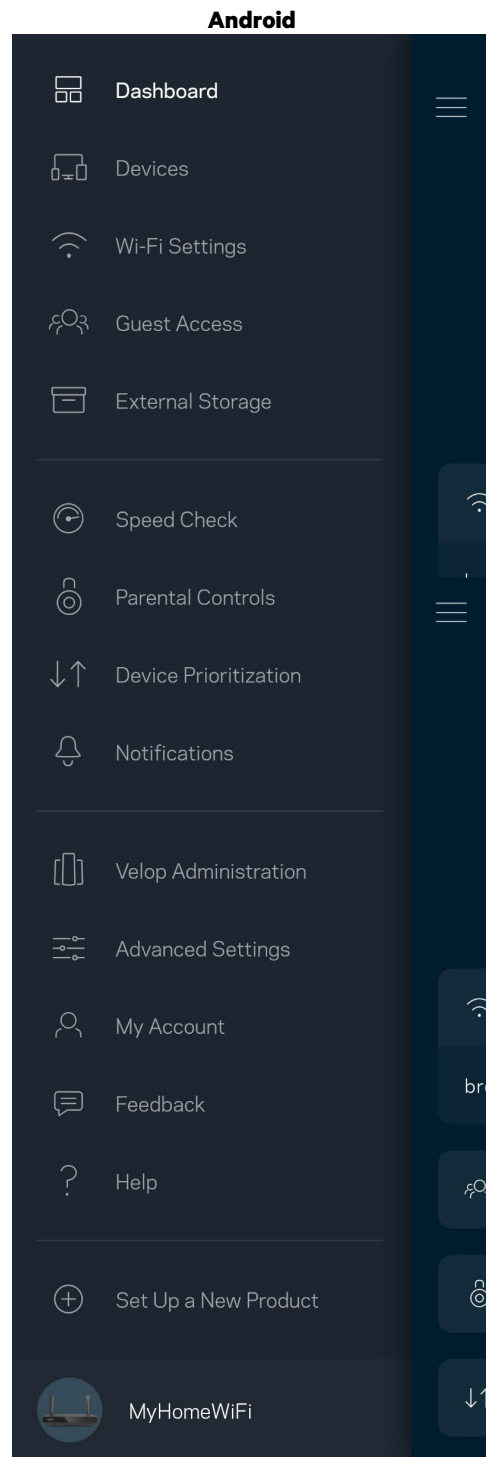 Android
Dashboard
Devices
Wi-Fi Settings
Guest Access
External Storage
Speed Check
Parental Controls
Device Prioritization
Notifications
Velop Administration
Advanced Settings
My Account
Feedback
Help
Set Up a New Product
MyHomeWiFi